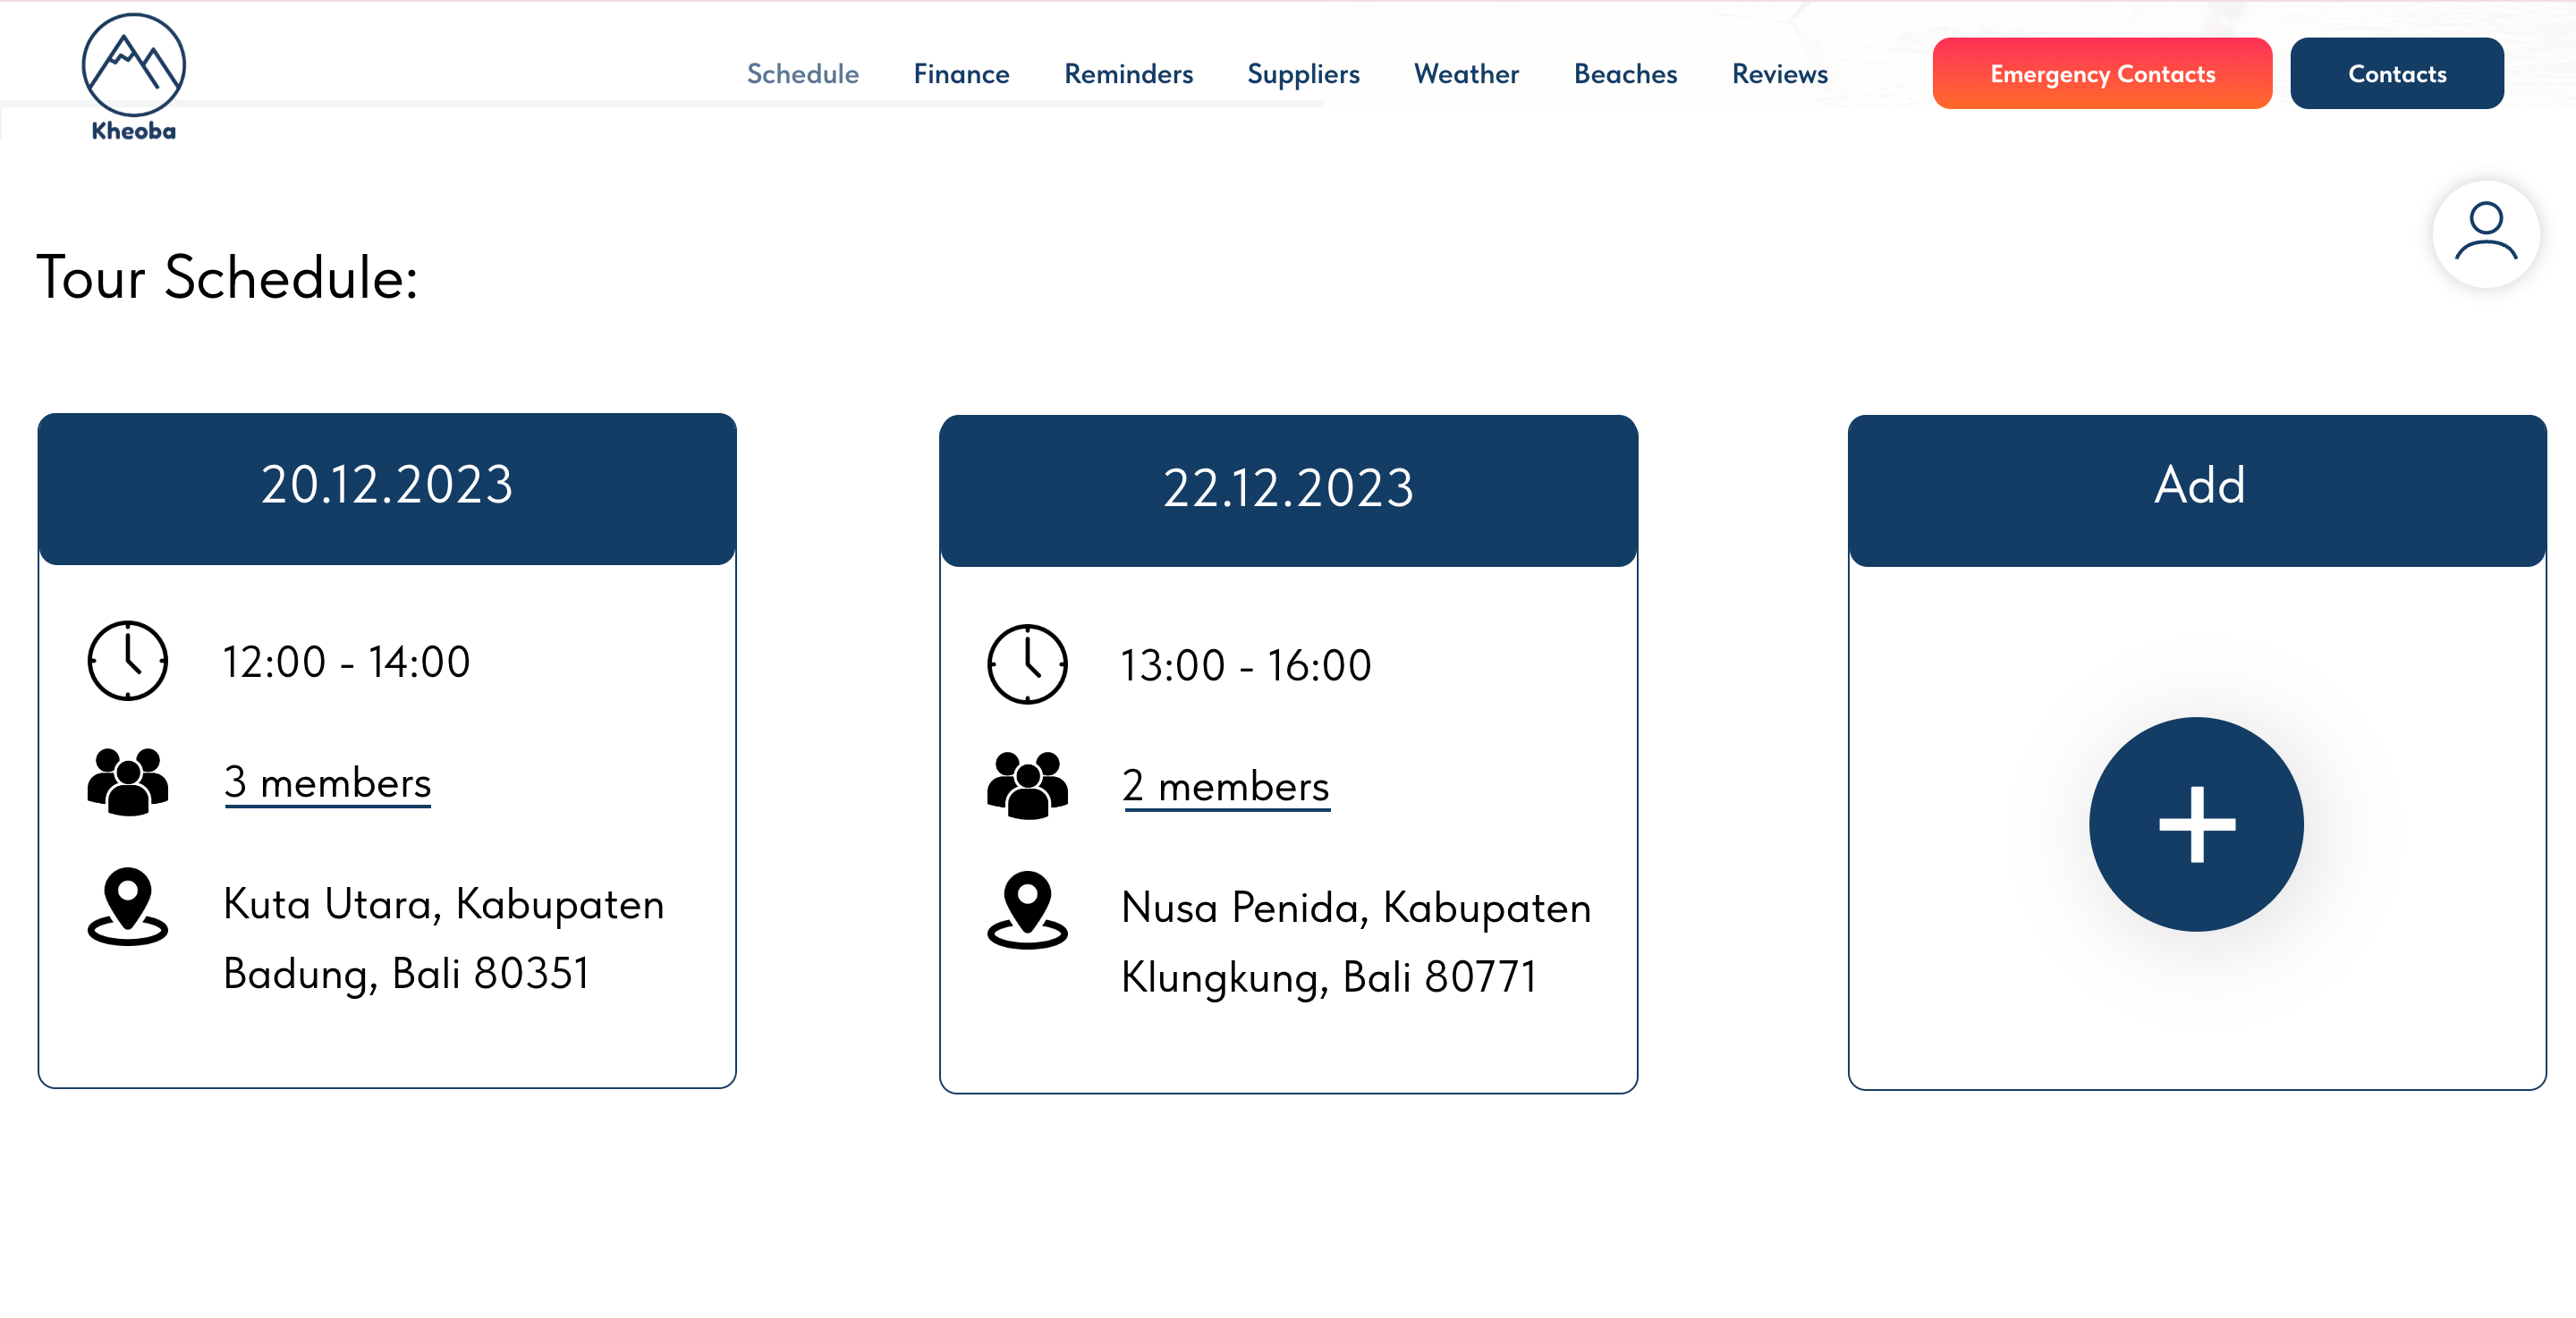 Kheoba
Schedule Finance Reminders Suppliers Weather Beaches Reviews Emergency Contacts Contacts
Tour Schedule:
20.12.2023
12:00 - 14:00
3 members
Kuta Utara, Kabupaten
Badung, Bali 80351
22.12.2023
13:00 - 16:00
2 members
Nusa Penida, Kabupaten
Klungkung, Bali 80771
Add